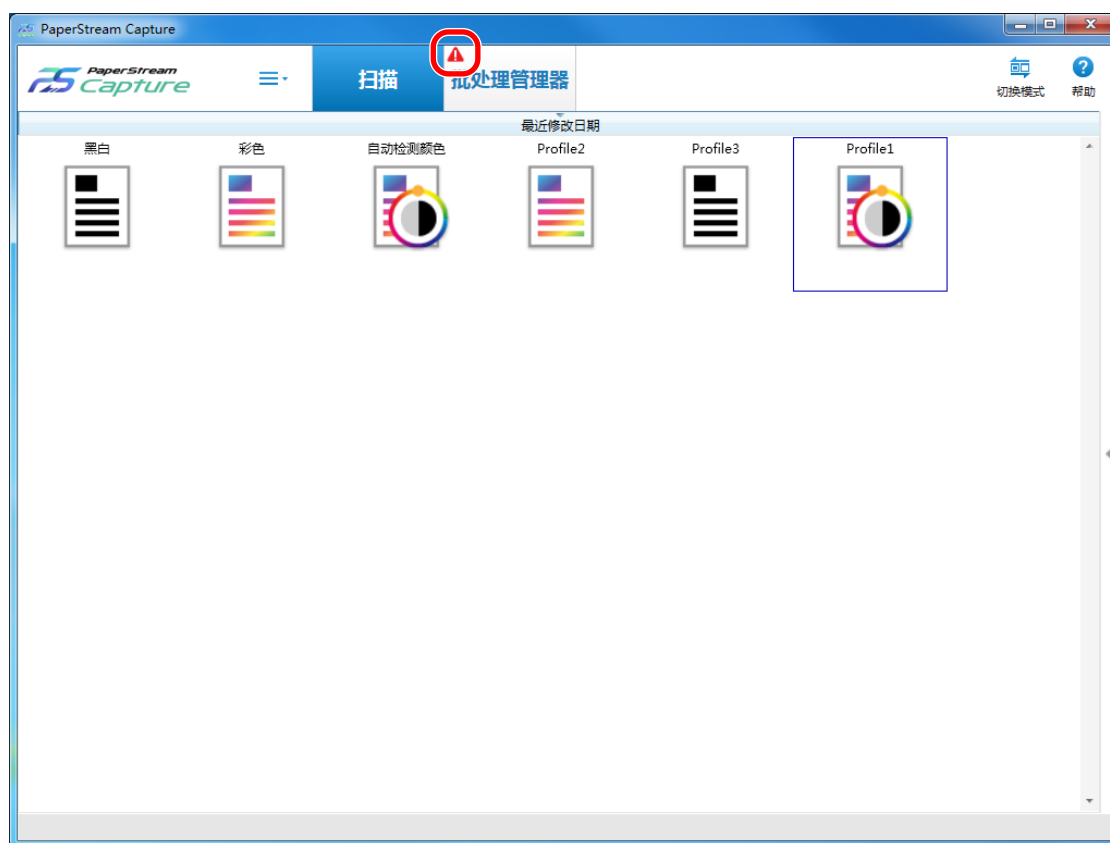 PaperStream Capture
PaperStream
Capture
扫描
批处理管理器
切换模式
帮助
最近修改日期
黑白
彩色
自动检测颜色
Profile2
Profile3
Profile1